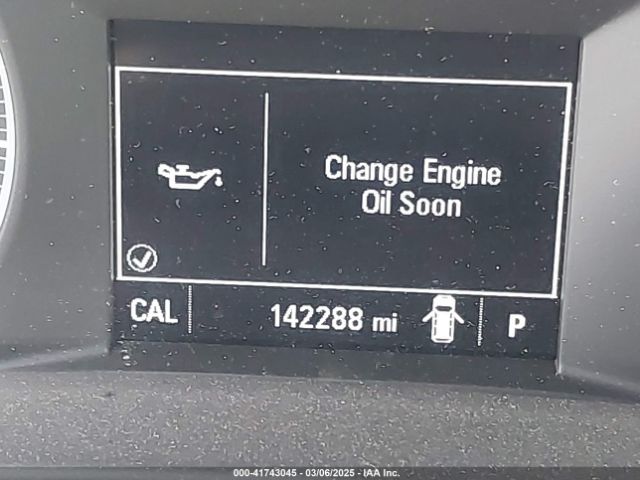 Change Engine
Oil Soon
CAL 142288 mi P
000-41743045 — 03/06/2025 — IAA Inc.